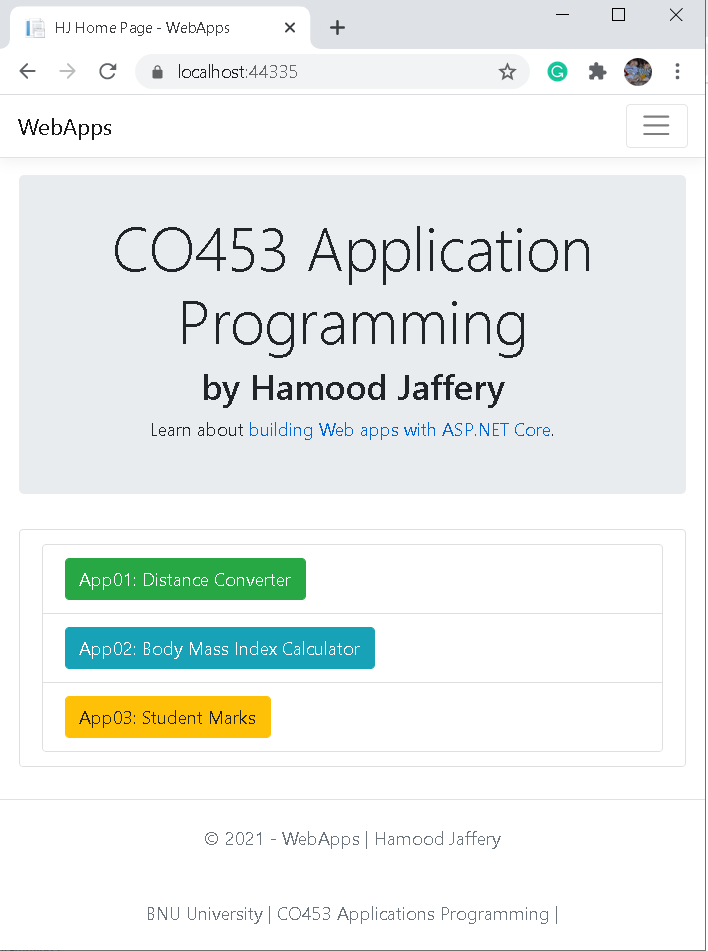 HJ Home Page - WebApps
localhost:44335
WebApps
CO453 Application
Programming
by Hamood Jaffery
Learn about building Web apps with ASP.NET Core.
App01: Distance Converter
App02: Body Mass Index Calculator
App03: Student Marks
© 2021 - WebApps | Hamood Jaffery
BNU University | CO453 Applications Programming |